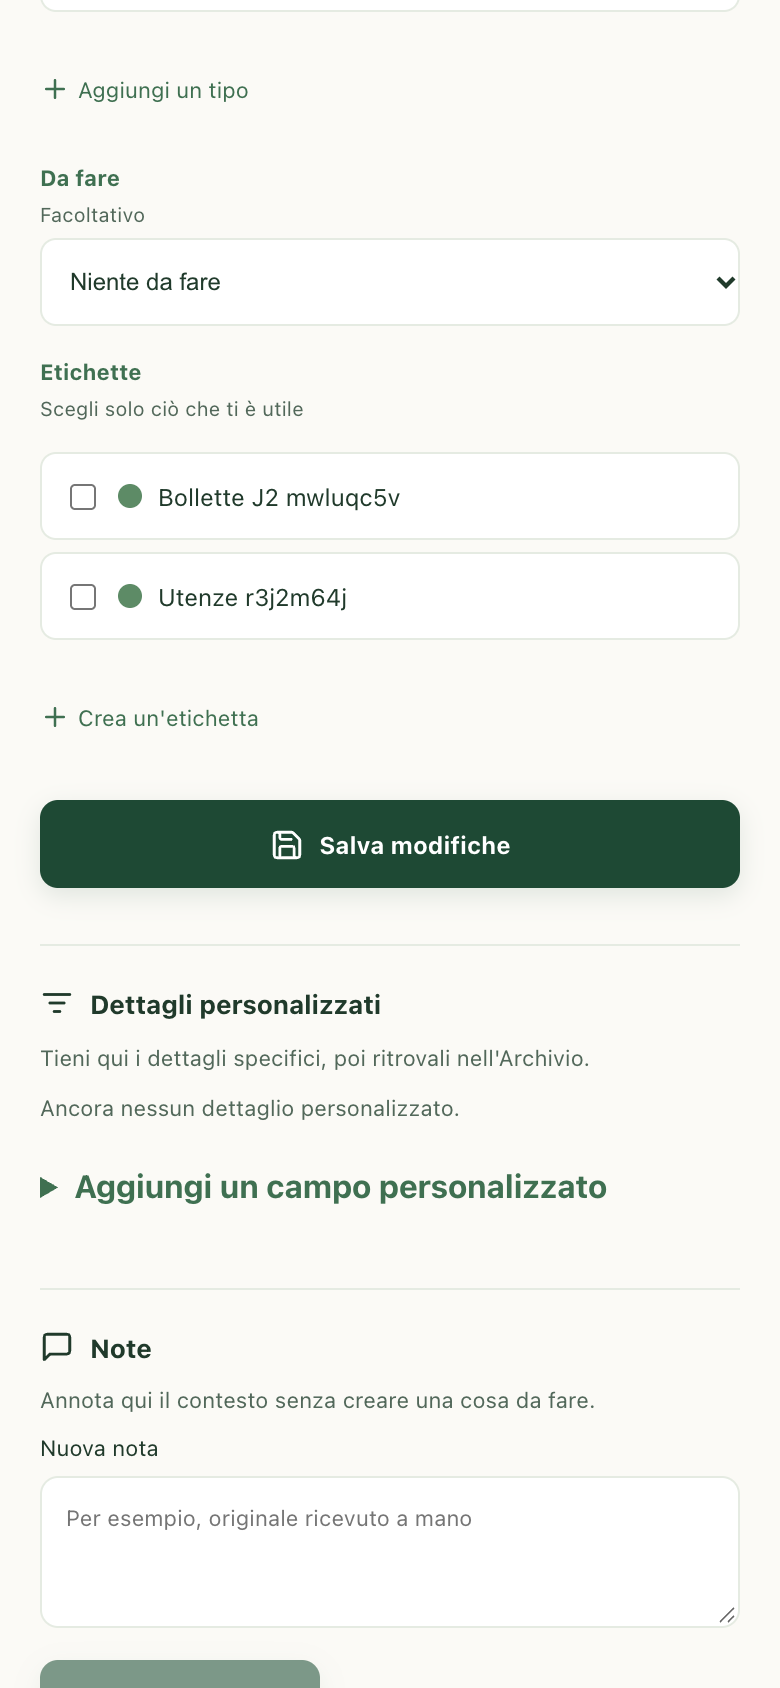 Aggiungi un tipo
Da fare
Facoltativo
Niente da fare
Etichette
Scegli solo ciò che ti è utile
Bollette J2 mwluqc5v
Utenze r3j2m64j
Crea un'etichetta
Salva modifiche
Dettagli personalizzati
Tieni qui i dettagli specifici, poi ritrovali nell'Archivio.
Ancora nessun dettaglio personalizzato.
Aggiungi un campo personalizzato
Note
Annota qui il contesto senza creare una cosa da fare.
Nuova nota
Per esempio, originale ricevuto a mano